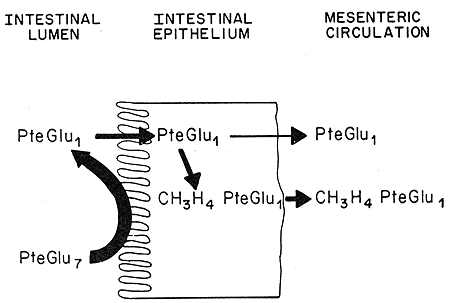 INTESTINAL
LUMEN
INTESTINAL
EPITHELIUM
MESENTERIC
CIRCULATION
PteGlu₁
PteGlu₁
PteGlu₁
CH₃H₄ PteGlu₁
CH₃H₄ PteGlu₁
PteGlu₇